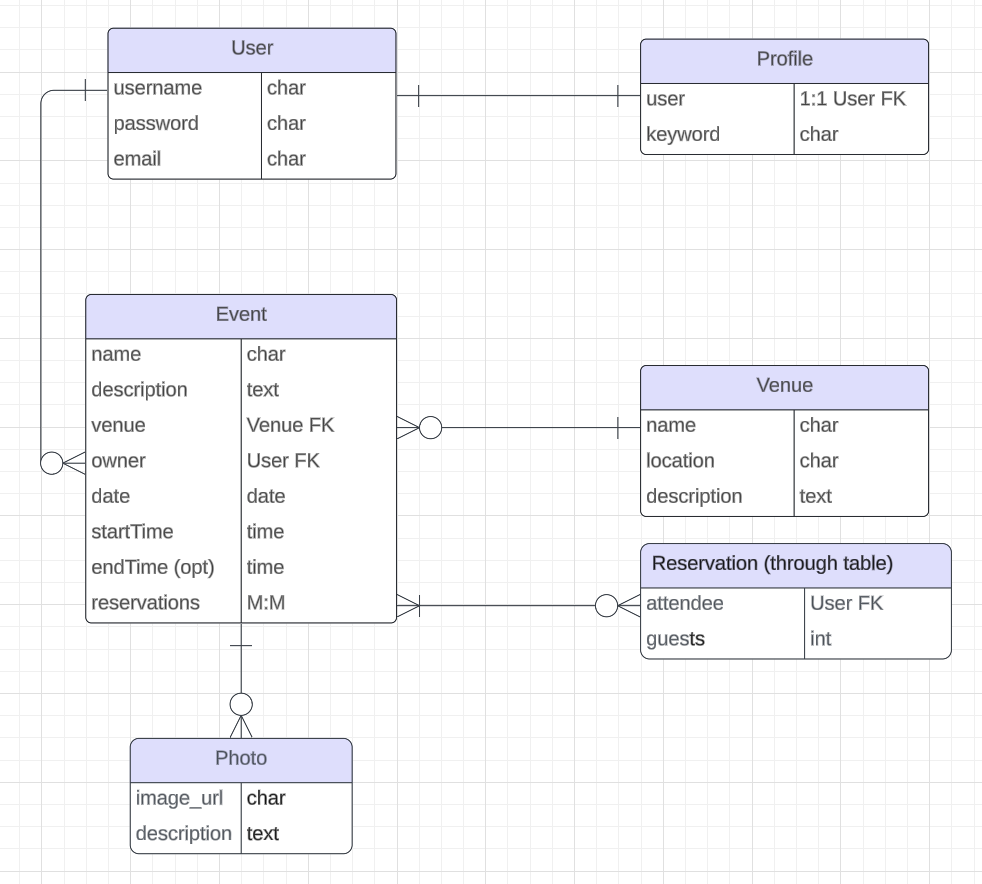 User
username char
password char
email char
Profile
user 1:1 User FK
keyword char
Event
name char
description text
venue Venue FK
owner User FK
date date
startTime time
endTime (opt) time
reservations M:M
Venue
name char
location char
description text
Reservation (through table)
attendee User FK
guests int
Photo
image_url char
description text